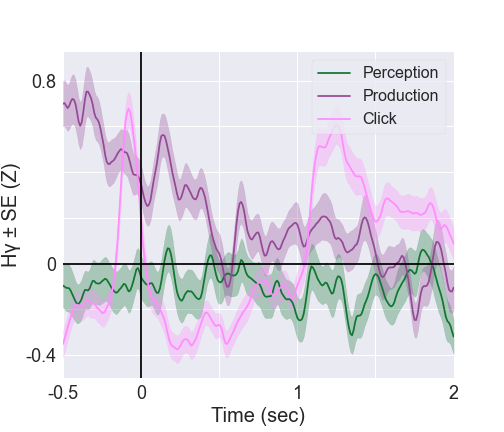 Perception
Production
Click
0.8
0
-0.4
Hγ ± SE (Z)
-0.5
0
1
2
Time (sec)